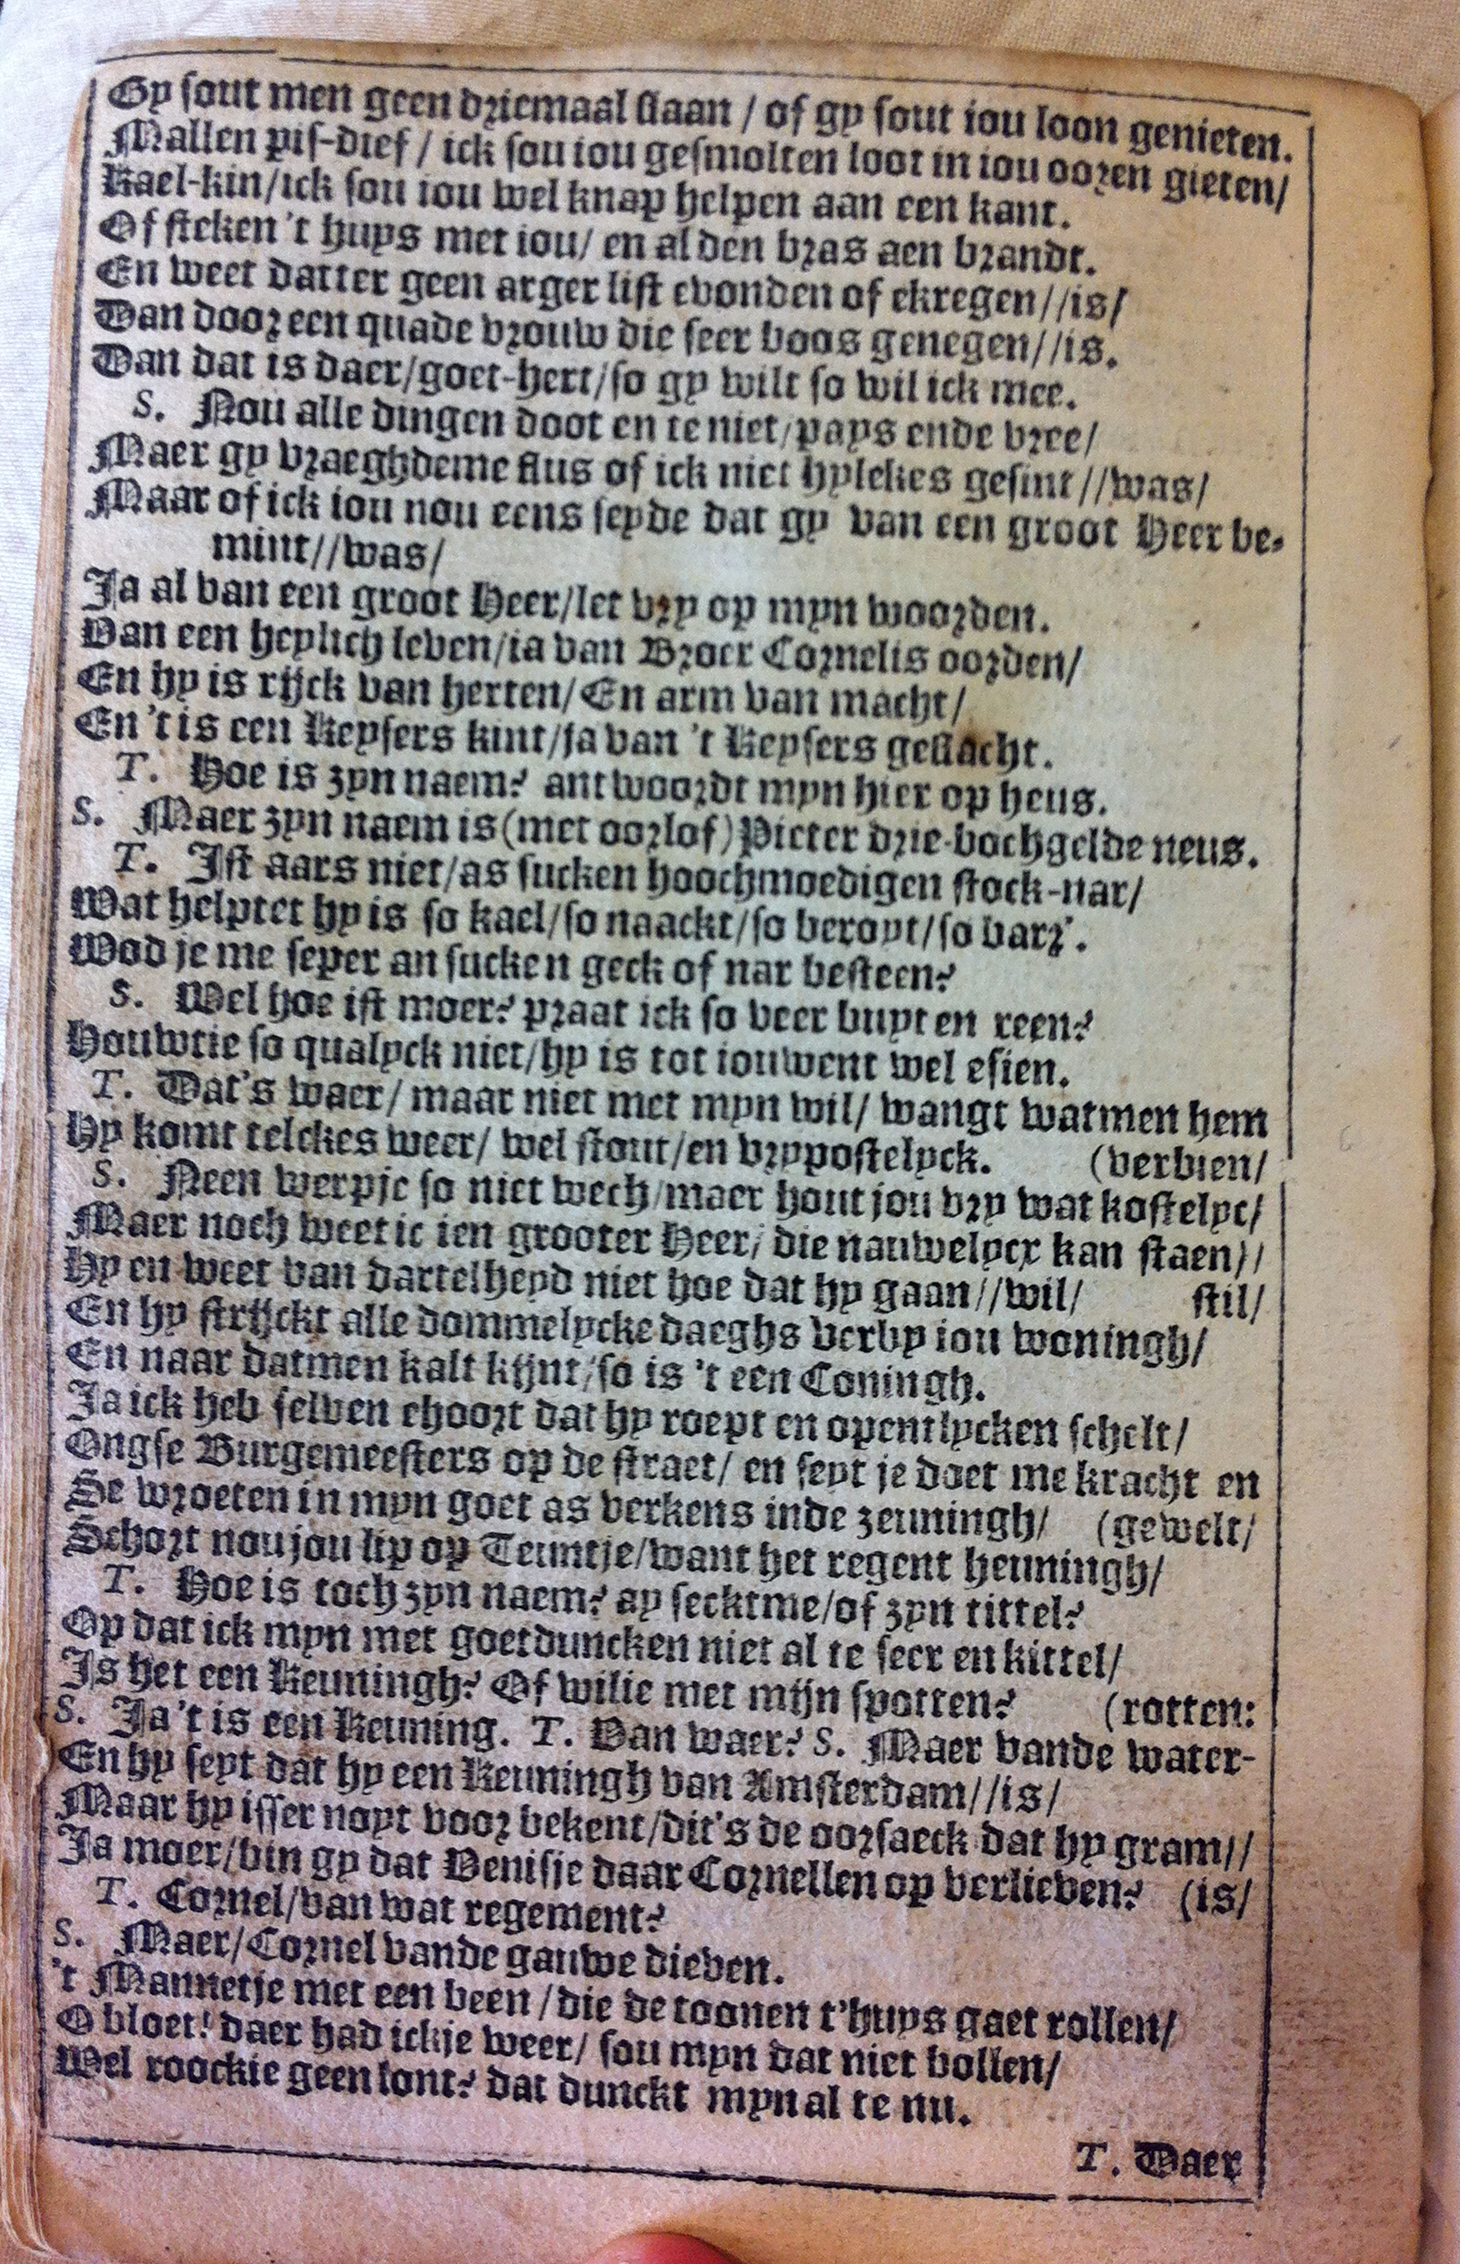 Gy sout men geen driemaal slaan / of gy sout iou loon genieten.
Mallen pis-dief / ick sou iou gesmolten loot in iou ooren gieten/
Kael-kin/ick sou iou wel knap helpen aan een kant.
Of steken 't huys met iou/ en al den bras aen brandt.
En weet datter geen arger list evonden of ekregen//is/
Dan door een quade vrouw die seer boos genegen//is.
Dan dat is daer/goet-hert/so gy wilt so wil ick mee.
S. Nou alle dingen doot en te niet/pays ende vree/
Maer gy vraeghdeme flus of ick niet hylekes gesint//was/
Maar of ick iou nou eens seyde dat gy van een groot Heer be-
mint//was/
Ja al van een groot Heer/let vry op myn woorden.
Van een heylich leven/ia van Broer Cornelis oorden/
En hy is rijck van herten/En arm van macht/
En 't is een Keysers kint/ja van 't Keysers geslacht.
T. Hoe is zyn naem? antwoordt myn hier op heus.
S. Maer zyn naem is (met oorlof) Pieter drie-vochgelde neus.
T. Ist aars niet/as sucken hoochmoedigen stock-nar/
Wat helptet hy is so kael/so naackt/so beroyt/so barr'.
Wod je me seper an sucken geck of nar besteen?
S. Wel hoe ist moer? praat ick so veer buyten reen?
Houwtje so qualyck niet/hy is tot iouwent wel esien.
T. Dat's waer/ maar niet met myn wil/ wangt watmen hem
Hy komt telckes weer/ wel stout/en vrypostelyck. (verbien/
S. Neen werpje so niet wech/maer hout jou vry wat kostelyc/
Maer noch weet ic ien grooter Heer/ die nauwelycx kan staen//
Hy en weet van dartelheyd niet hoe dat hy gaan//wil/ stil/
En hy strijckt alle dommelycke daeghs verby iou woningh/
En naar datmen kalt kijnt/so is 't een Coningh.
Ja ick heb selven ehoort dat hy roept en opentlycken schelt/
Ongse Burgemeesters op de straet/ en seyt je doet me kracht en
Se wroeten in myn goet as verkens inde zeuningh/ (gewelt/
Schort nou jou lip op Teuntje/want het regent heuningh/
T. Hoe is toch zyn naem? ay secktme/of zyn tittel?
Op dat ick myn met goetduncken niet al te seer en kittel/
Is het een Keuningh? Of wilie met mijn spotten? (rotten:
S. Ja 't is een Keuning. T. Van waer? S. Maer vande water-
En hy seyt dat hy een Keuningh van Amsterdam//is/
Maar hy isser noyt voor bekent/dit's de oorsaeck dat hy gram//
Ja moer/bin gy dat Venisje daar Cornellen op verlieven? (is/
T. Cornel/van wat regement?
S. Maer/Cornel vande gauwe dieven.
't Mannetje met een been /die de toonen t'huys gaet rollen/
O bloet! daer had ickje weer/ sou myn dat niet bollen/
Wel roockie geen lont? dat dunckt myn al te nu.
T. Daer